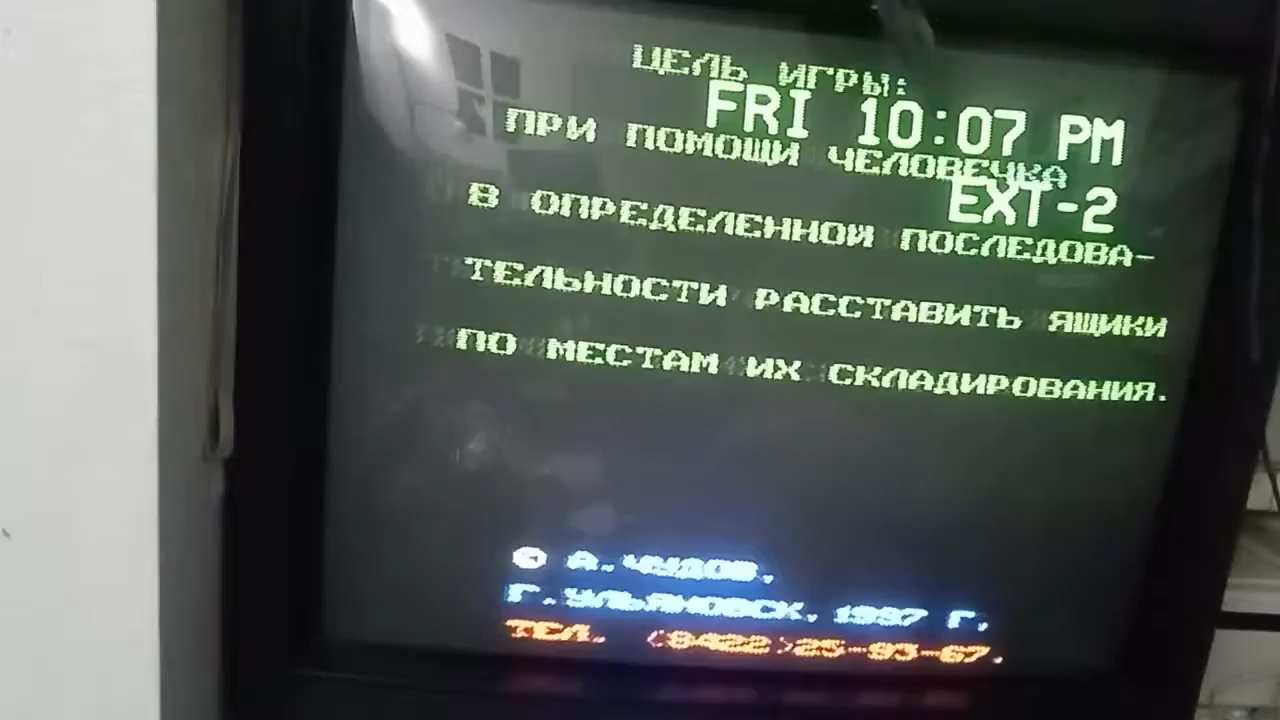 ЦЕЛЬ ИГРЫ:
FRI 10:07 PM
ПРИ ПОМОЩИ ЧЕЛОВЕЧКА
EXT-2
В ОПРЕДЕЛЕННОЙ ПОСЛЕДОВА-
ТЕЛЬНОСТИ РАССТАВИТЬ ЯЩИКИ
ПО МЕСТАМ ИХ СКЛАДИРОВАНИЯ.
© А.ЧУДОВ,
Г.УЛЬЯНОВСК, 1997 Г,
ТЕЛ. (8422)25-93-67.